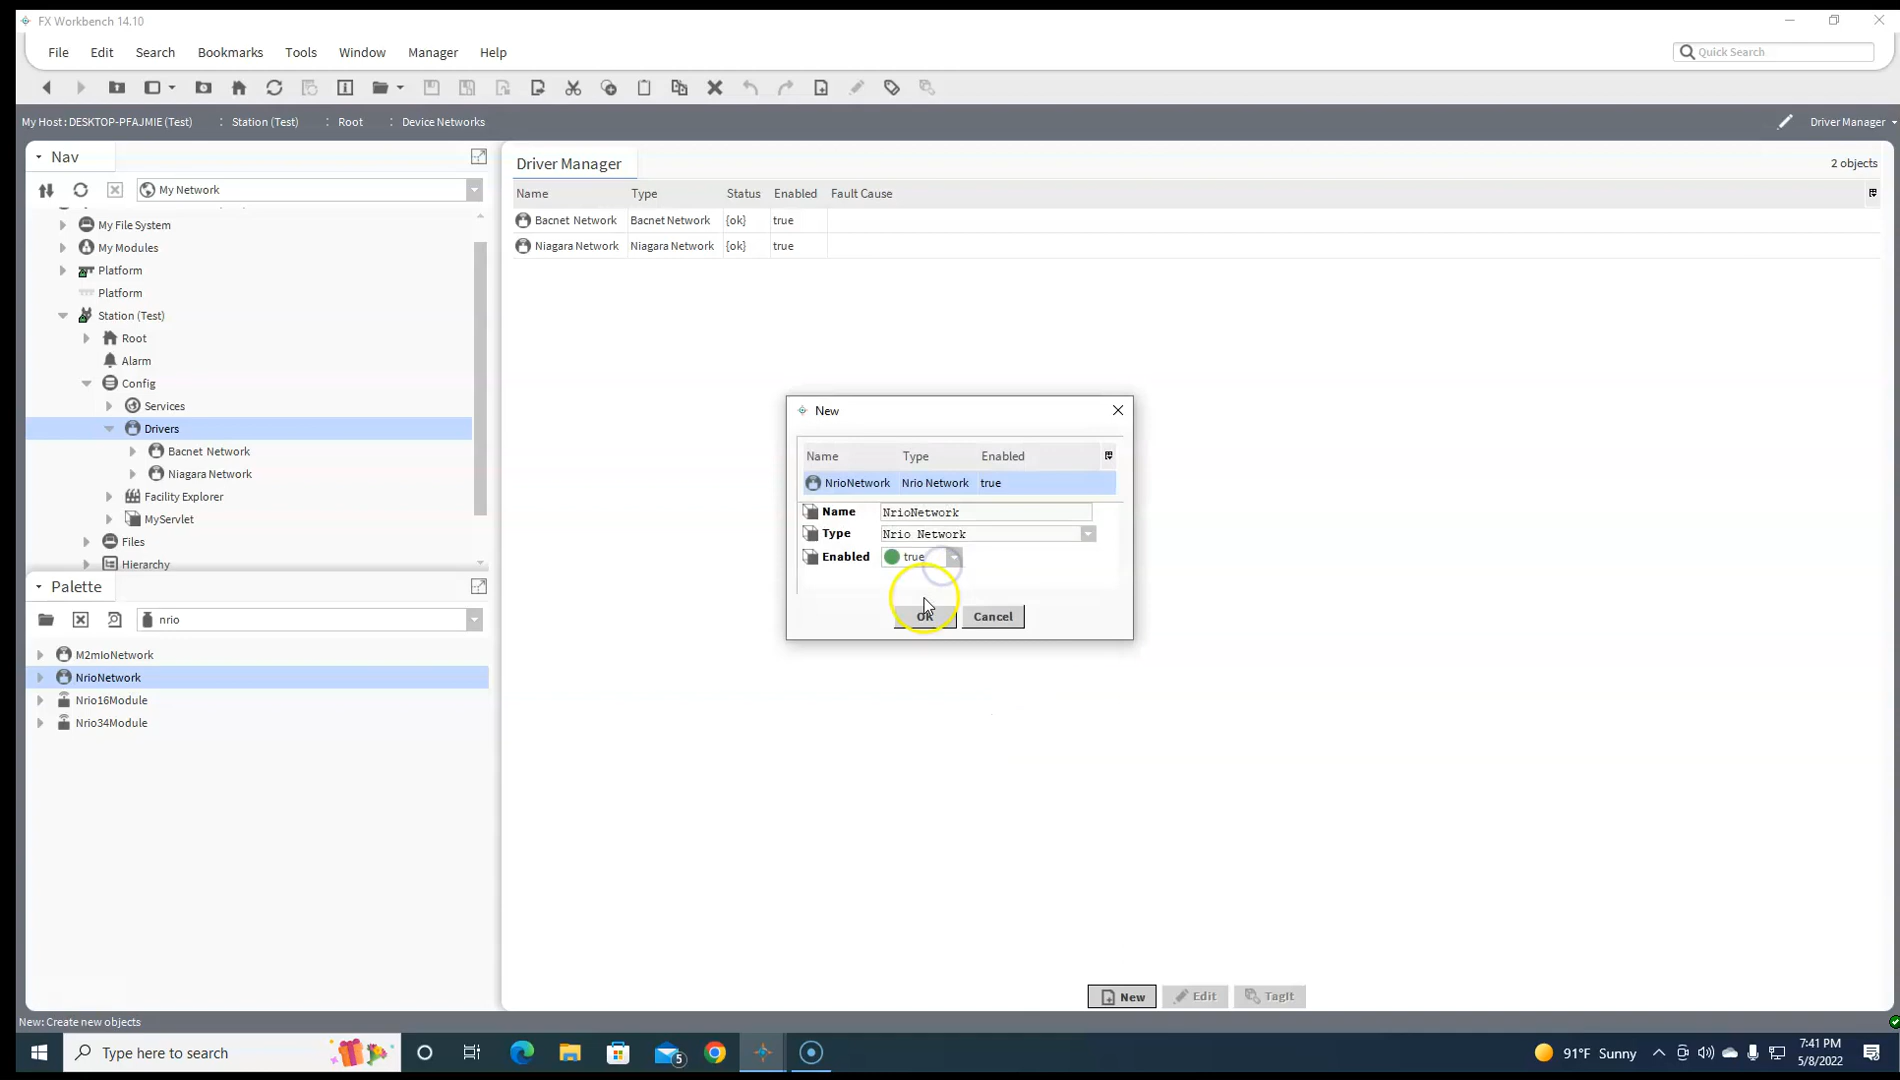 FX Workbench 14.10
File Edit Search Bookmarks Tools Window Manager Help
Quick Search
My Host : DESKTOP-PFAJMIE (Test) : Station (Test) : Root : Device Networks
Driver Manager
Nav
My Network
My File System
My Modules
Platform
Platform
Station (Test)
Root
Alarm
Config
Services
Drivers
Bacnet Network
Niagara Network
Facility Explorer
MyServlet
Files
Hierarchy
Palette
nrio
M2mIoNetwork
NrioNetwork
Nrio16Module
Nrio34Module
Driver Manager
2 objects
Name Type Status Enabled Fault Cause
Bacnet Network Bacnet Network {ok} true
Niagara Network Niagara Network {ok} true
New
Name Type Enabled
NrioNetwork Nrio Network true
Name NrioNetwork
Type Nrio Network
Enabled true
OK Cancel
New Edit TagIt
New: Create new objects
Type here to search
5
91°F Sunny
7:41 PM
5/8/2022